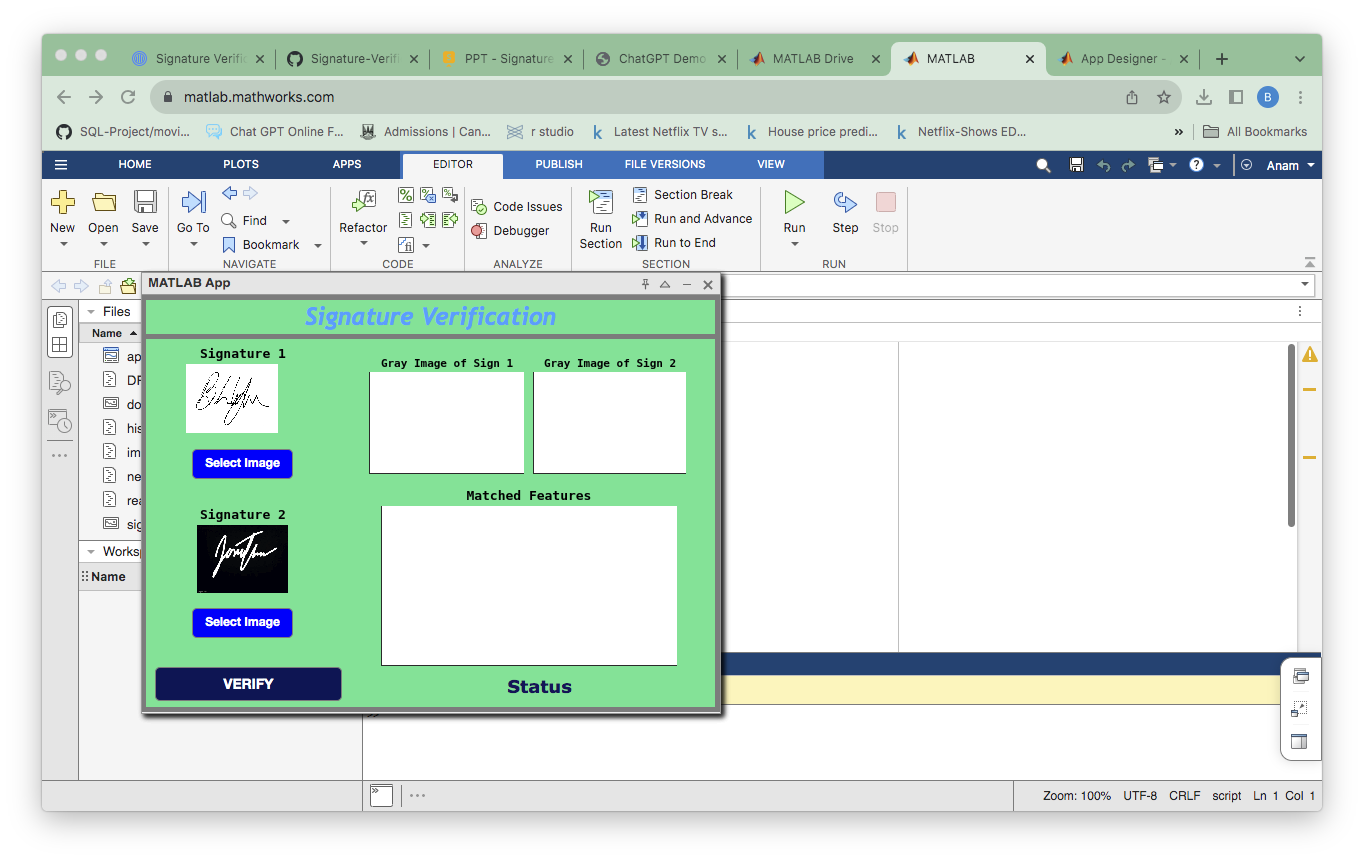 Signature Verific
Signature-Verifi
PPT - Signature
ChatGPT Demo
MATLAB Drive
MATLAB
App Designer -
matlab.mathworks.com
B
SQL-Project/movi...
Chat GPT Online F...
Admissions | Can...
r studio
Latest Netflix TV s...
House price predi...
Netflix-Shows ED...
All Bookmarks
HOME
PLOTS
APPS
EDITOR
PUBLISH
FILE VERSIONS
VIEW
Anam
New
Open
Save
FILE
Go To
Find
Bookmark
NAVIGATE
Refactor
CODE
Code Issues
Debugger
ANALYZE
Run
Section
Section Break
Run and Advance
Run to End
SECTION
Run
Step
Stop
RUN
Files
Name
ap
DF
do
his
im
ne
rea
sig
Worksp
Name
MATLAB App
Signature Verification
Signature 1
Select Image
Signature 2
Select Image
VERIFY
Gray Image of Sign 1
Gray Image of Sign 2
Matched Features
Status
Zoom: 100%
UTF-8
CRLF
script
Ln 1 Col 1